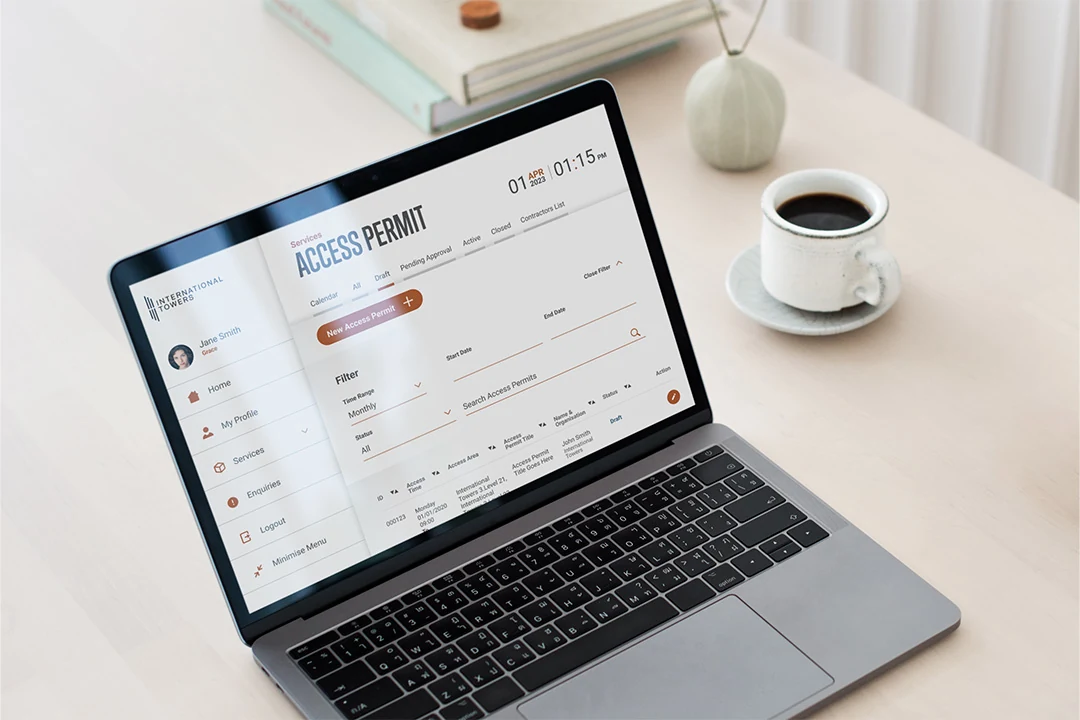 01 APR 2023 01:15 PM
INTERNATIONAL
TOWERS
Jane Smith
Grace
Home
My Profile
Services
Enquiries
Logout
Minimise Menu
Services
ACCESS PERMIT
Calendar All Draft Pending Approval Active Closed Contractors List
New Access Permit +
Close Filter
Filter
Time Range
Monthly
Start Date
End Date
Status
All
Search Access Permits
ID
Access
Time
Access Area
Access
Permit Title
Name &
Organisation
Status
Action
000123
Monday
01/01/2020
09:00
International
Towers 3.Level 21,
International
Access Permit
Title Goes Here
John Smith
International
Towers
Draft
option